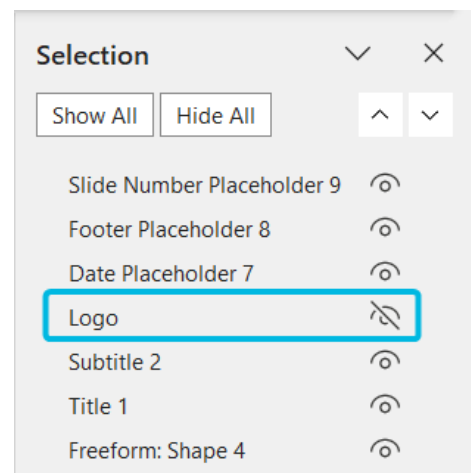 Selection
Show All Hide All
Slide Number Placeholder 9
Footer Placeholder 8
Date Placeholder 7
Logo
Subtitle 2
Title 1
Freeform: Shape 4